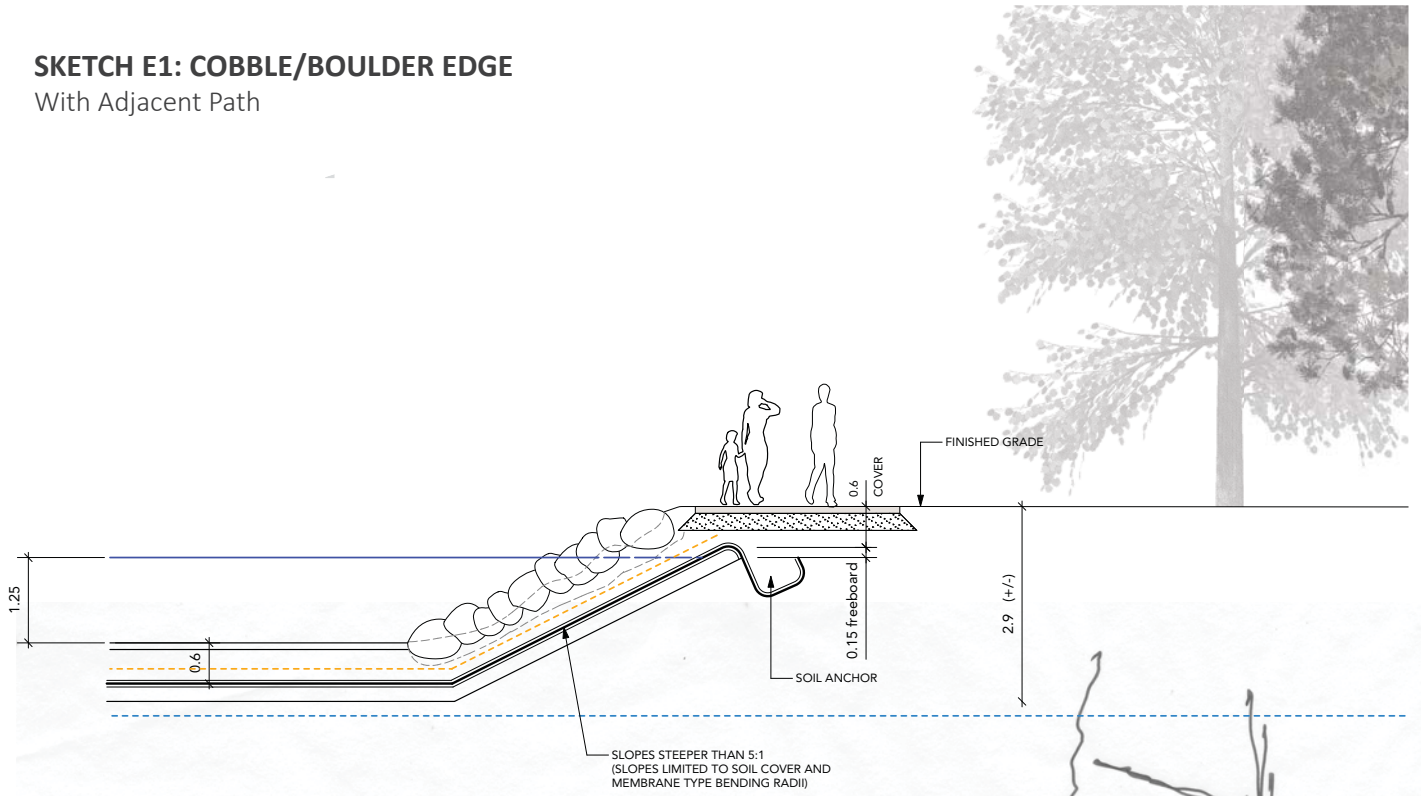 SKETCH E1: COBBLE/BOULDER EDGE
With Adjacent Path
FINISHED GRADE
0.6
COVER
1.25
0.6
0.15 freeboard
2.9 (+/-)
SOIL ANCHOR
SLOPES STEEPER THAN 5:1
(SLOPES LIMITED TO SOIL COVER AND
MEMBRANE TYPE BENDING RADII)